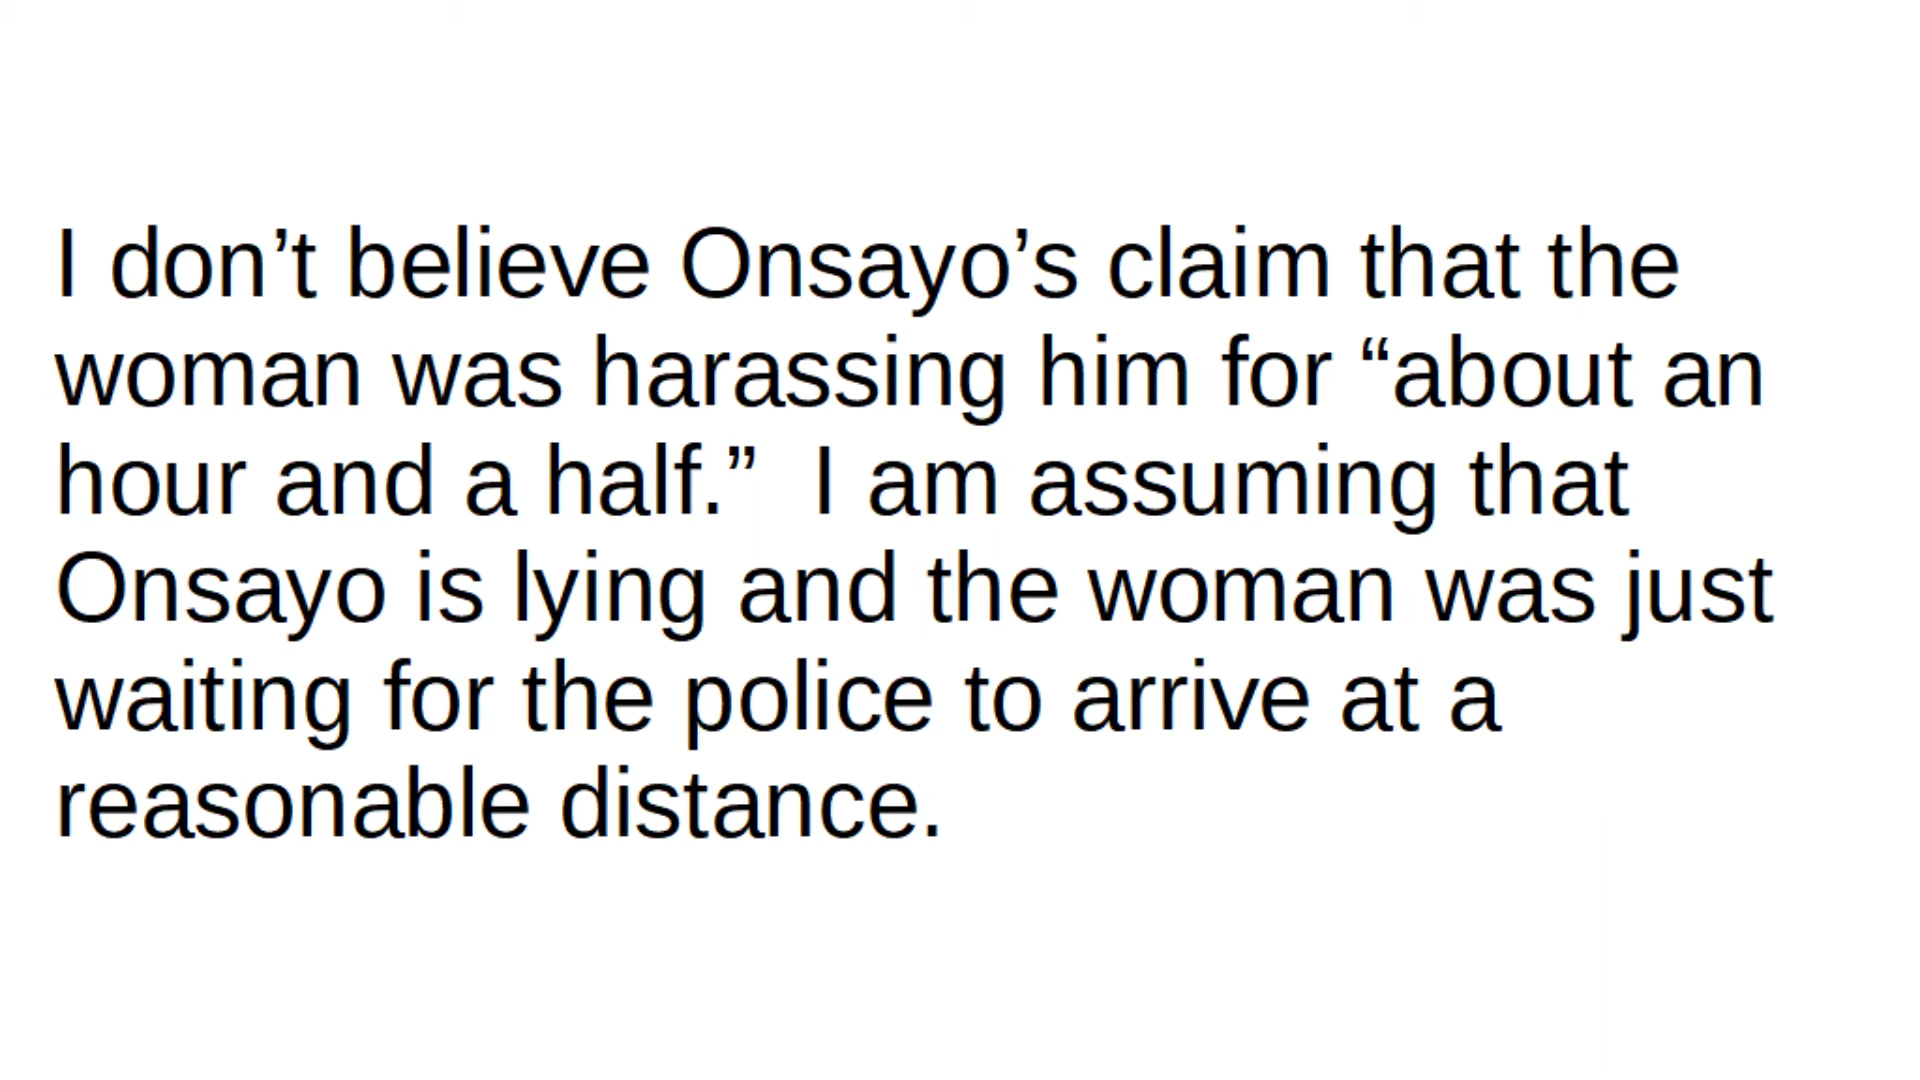 I don’t believe Onsayo’s claim that the
woman was harassing him for “about an
hour and a half.”  I am assuming that
Onsayo is lying and the woman was just
waiting for the police to arrive at a
reasonable distance.